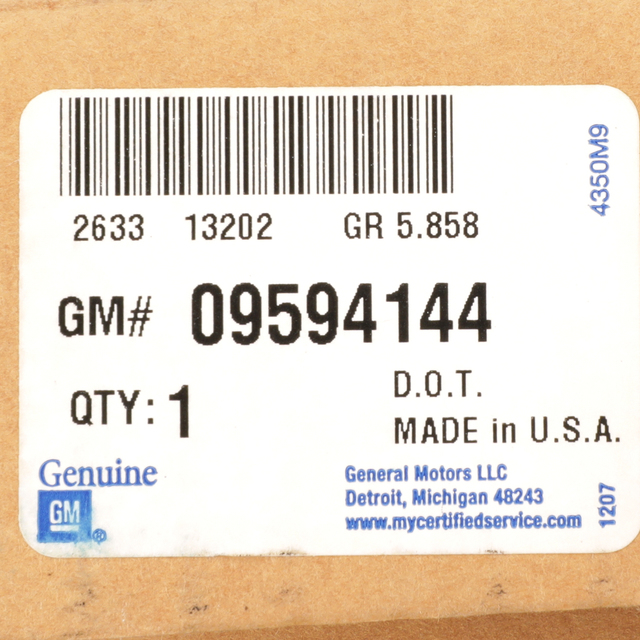 2633 13202 GR 5.858
4350M9
GM# 09594144
QTY: 1
D.O.T.
MADE in U.S.A.
Genuine
GM
®
General Motors LLC
Detroit, Michigan 48243
www.mycertifiedservice.com
1207